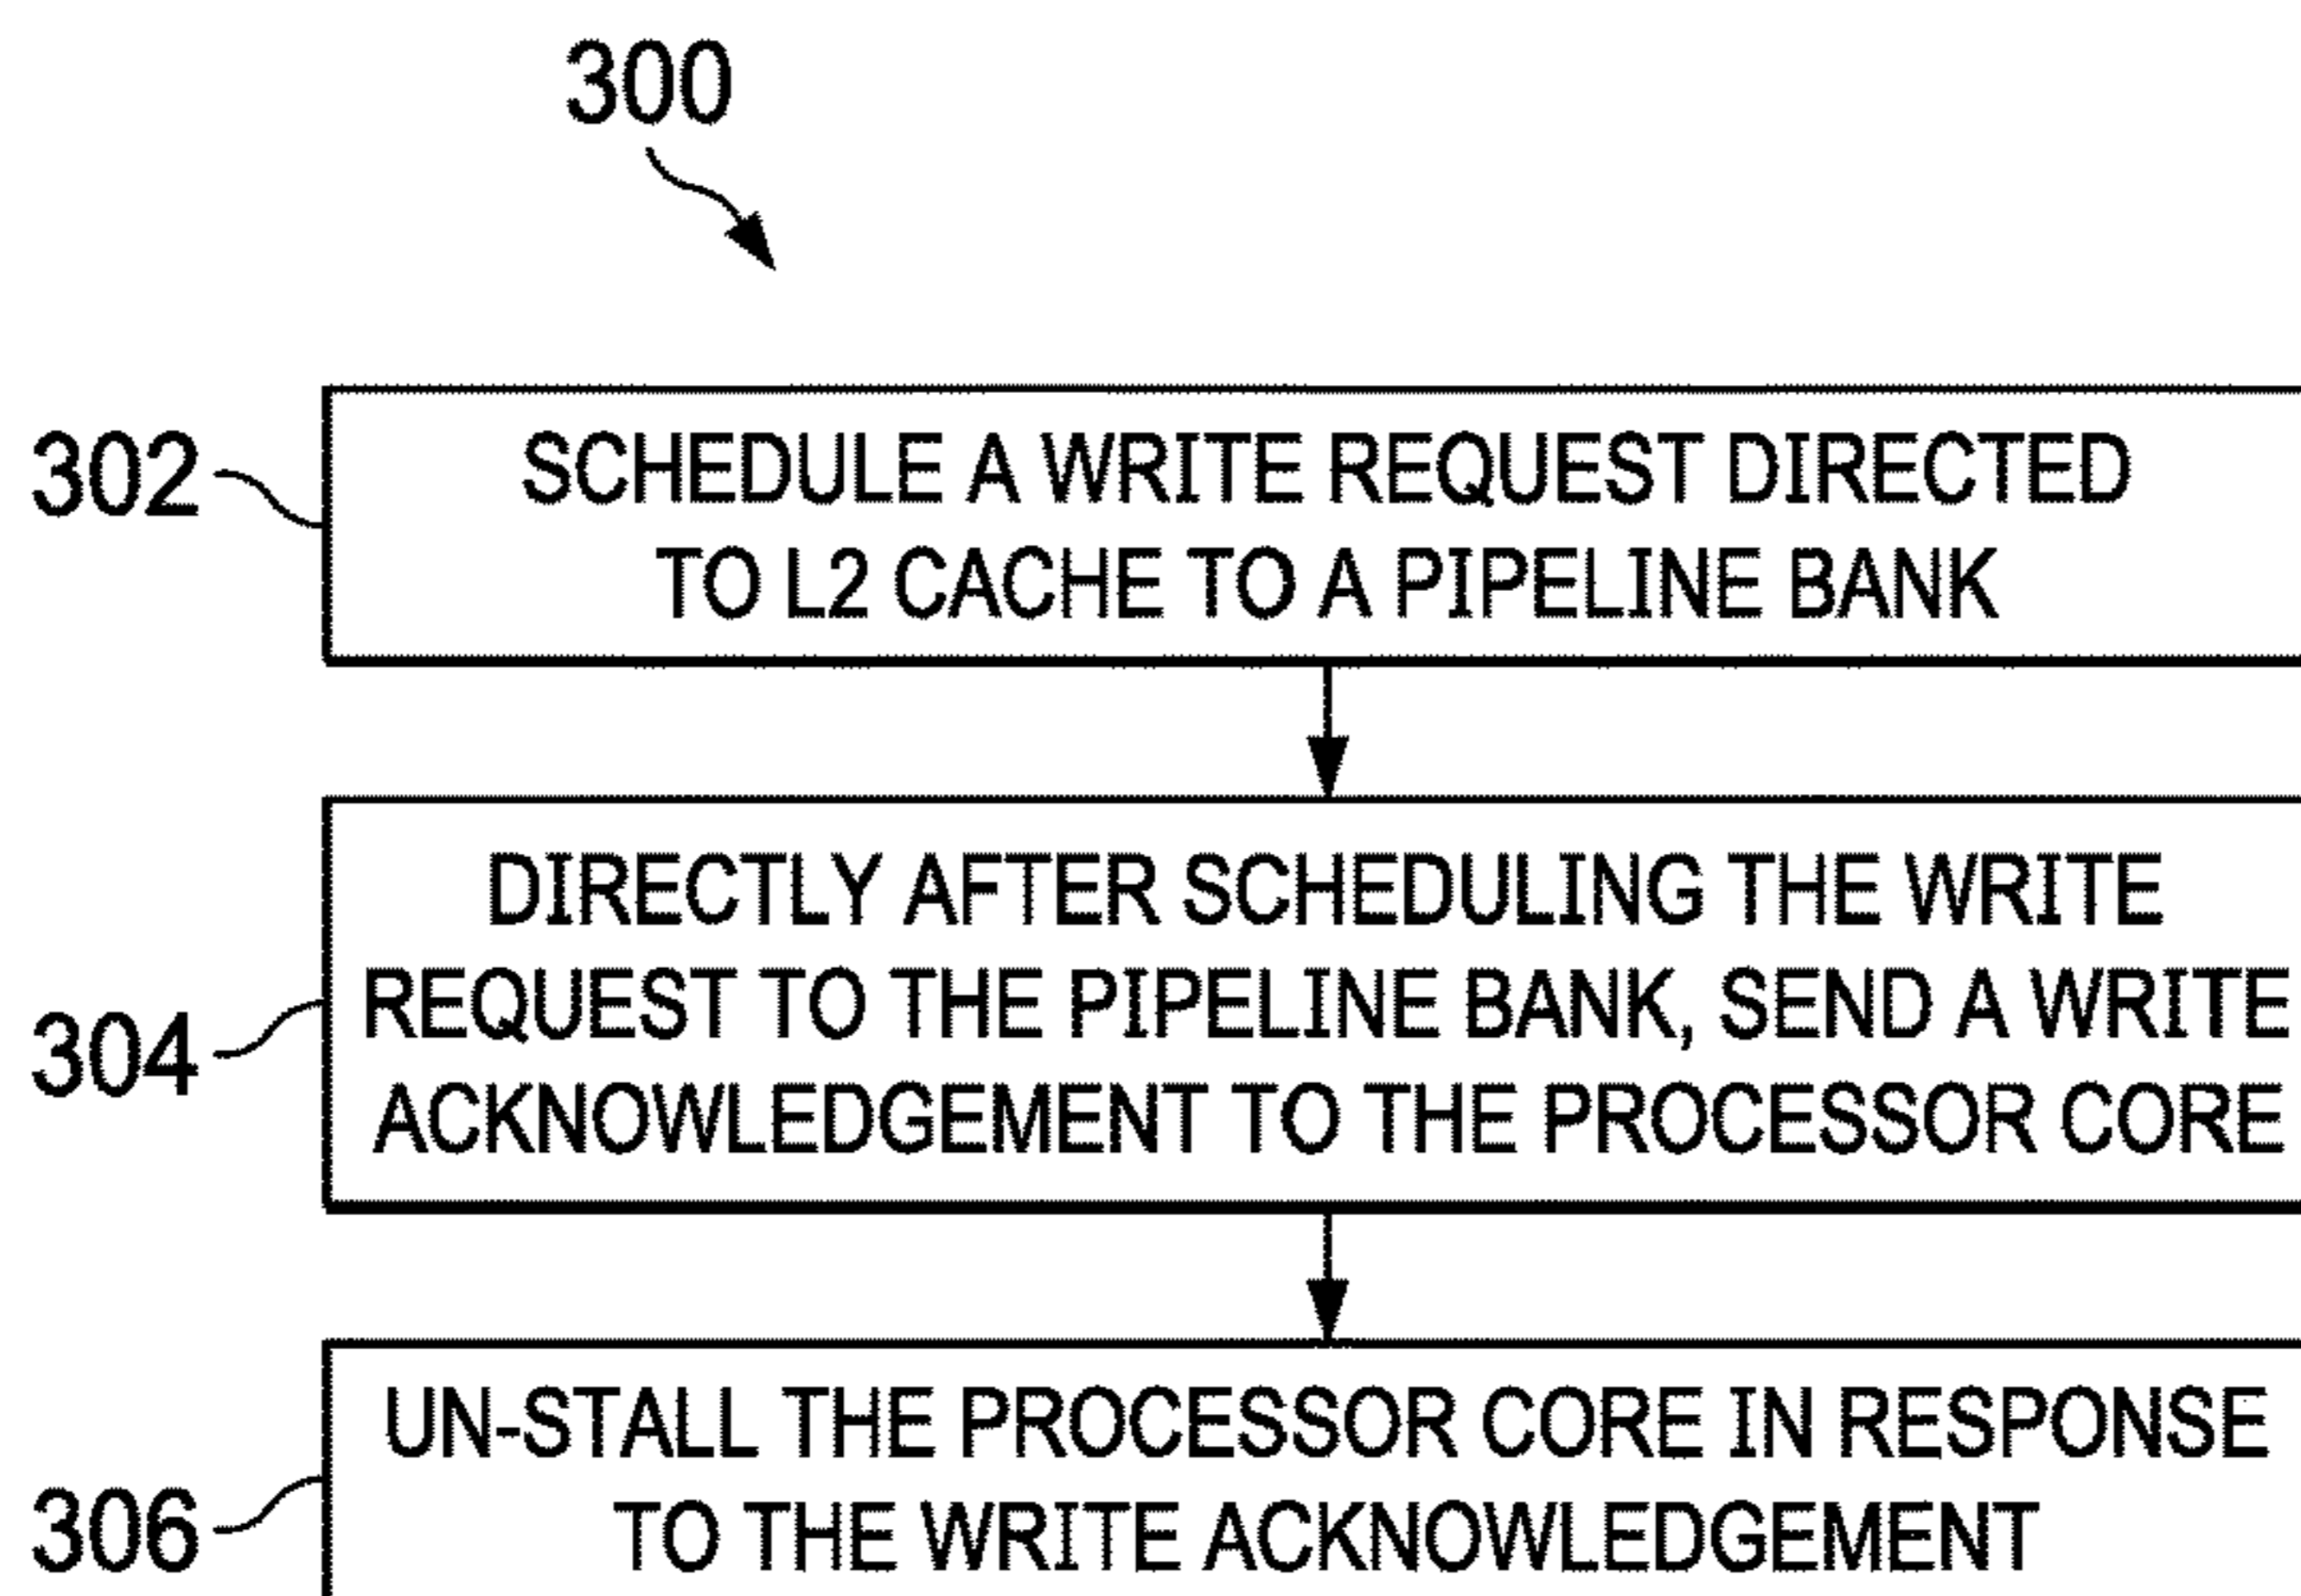 300
302
SCHEDULE A WRITE REQUEST DIRECTED
TO L2 CACHE TO A PIPELINE BANK
304
DIRECTLY AFTER SCHEDULING THE WRITE
REQUEST TO THE PIPELINE BANK, SEND A WRITE
ACKNOWLEDGEMENT TO THE PROCESSOR CORE
306
UN-STALL THE PROCESSOR CORE IN RESPONSE
TO THE WRITE ACKNOWLEDGEMENT